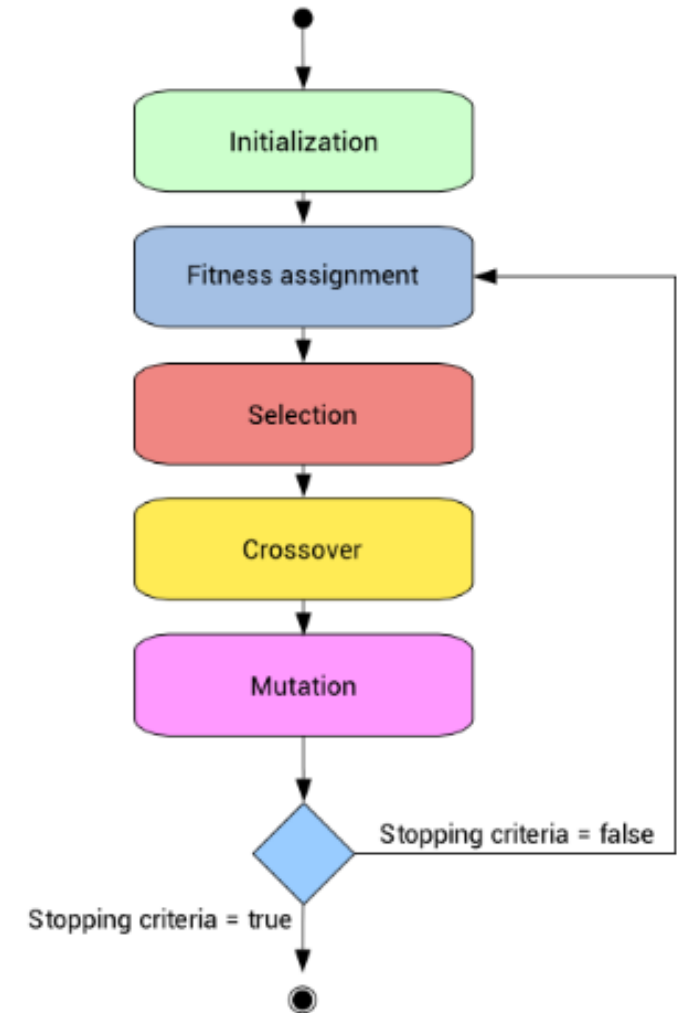 Initialization
Fitness assignment
Selection
Crossover
Mutation
Stopping criteria = false
Stopping criteria = true